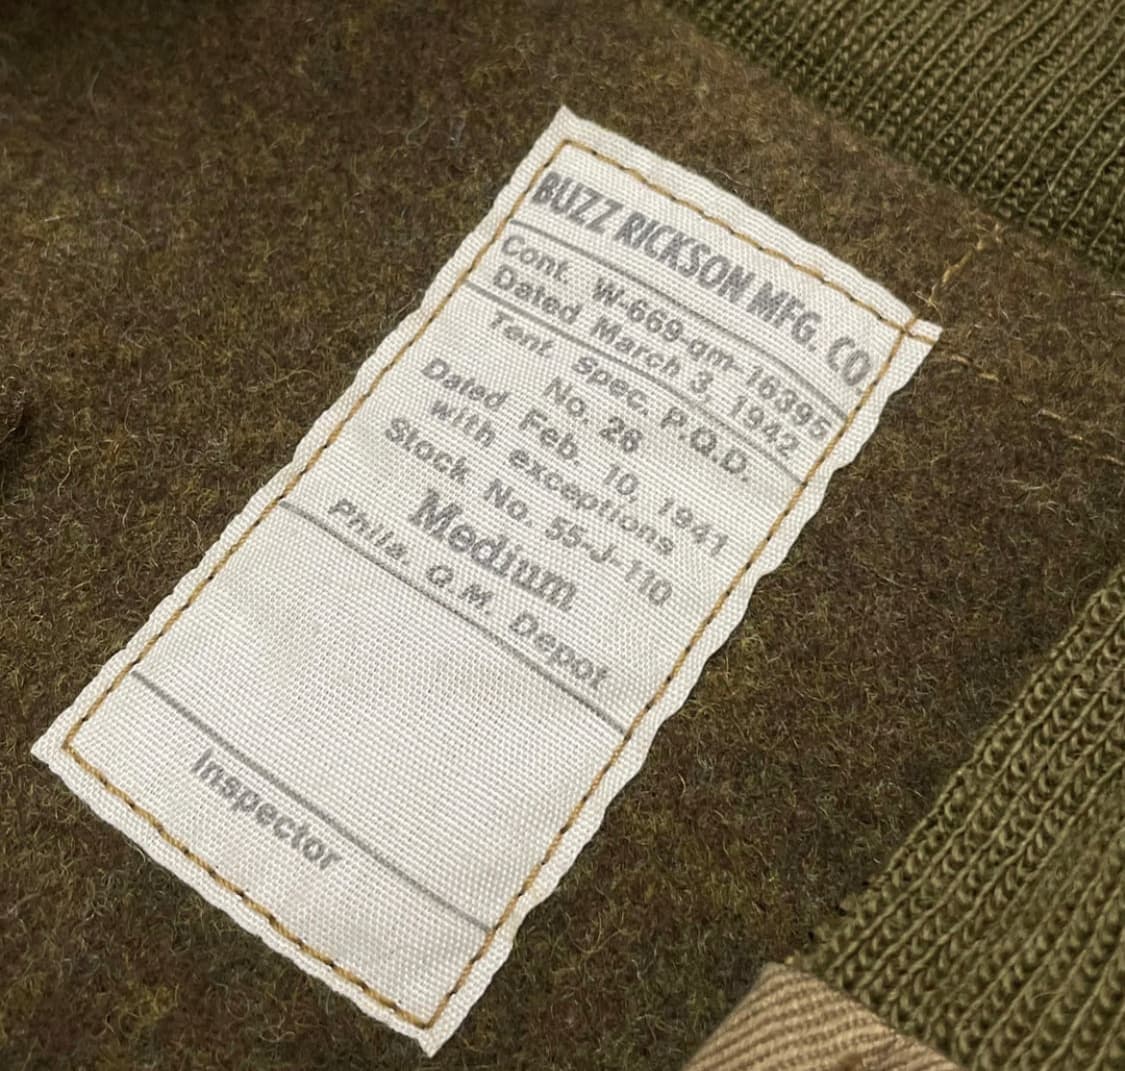 BUZZ RICKSON MFG. CO.
Cont. W-669-qm-16395
Dated March 3, 1942
Tent. Spec. P.Q.D.
No. 26
Dated Feb. 10, 1941
with exceptions
Stock No. 55-J-110
Medium
Phila. Q.M. Depot
Inspector